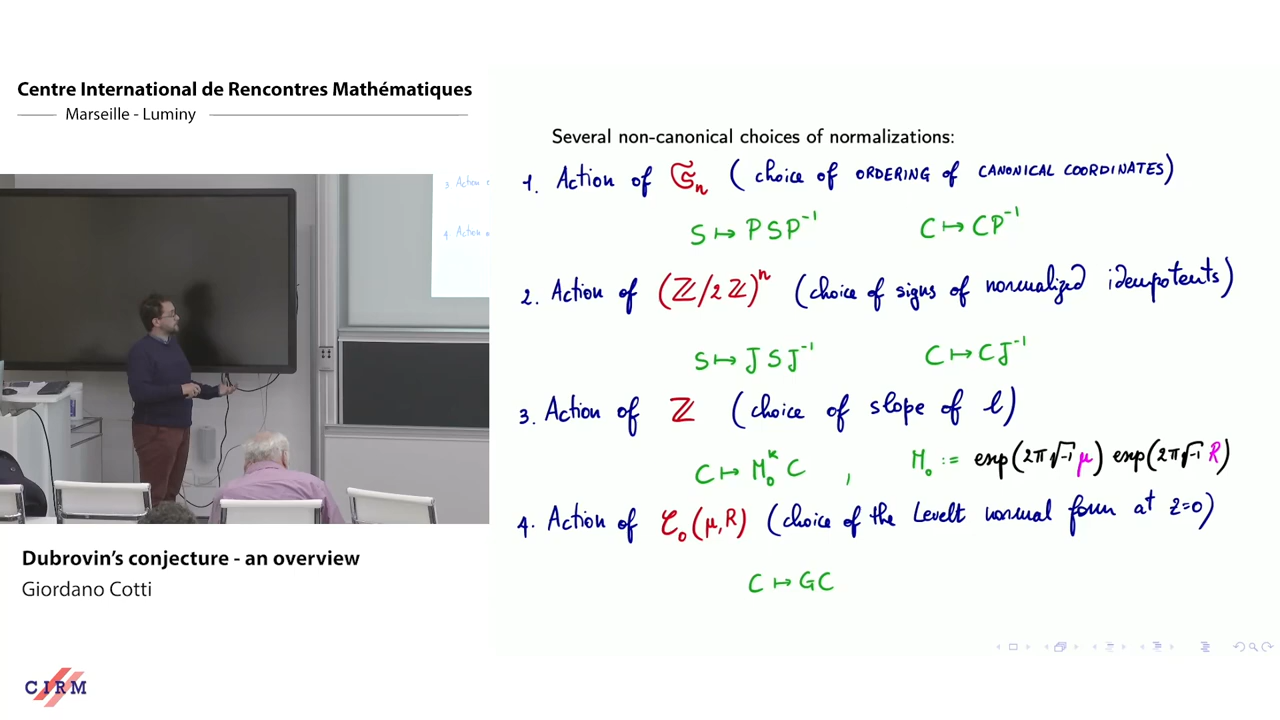 Centre International de Rencontres Mathématiques
Marseille - Luminy
3 Action
4. Action
Dubrovin's conjecture - an overview
Giordano Cotti
CIRM
Several non-canonical choices of normalizations:
1. Action of 𝔖ₙ (choice of ORDERING of CANONICAL COORDINATES)
S ↦ PSP⁻¹ C ↦ CP⁻¹
2. Action of (ℤ/2ℤ)ⁿ (choice of signs of normalized idempotents)
S ↦ JSJ⁻¹ C ↦ CJ⁻¹
3. Action of ℤ (choice of slope of ℓ)
C ↦ M₀ᵏ C , M₀ := exp(2π√-1 μ) exp(2π√-1 R)
4. Action of 𝒞₀(μ,R) (choice of the Levelt normal form at z=0)
C ↦ GC